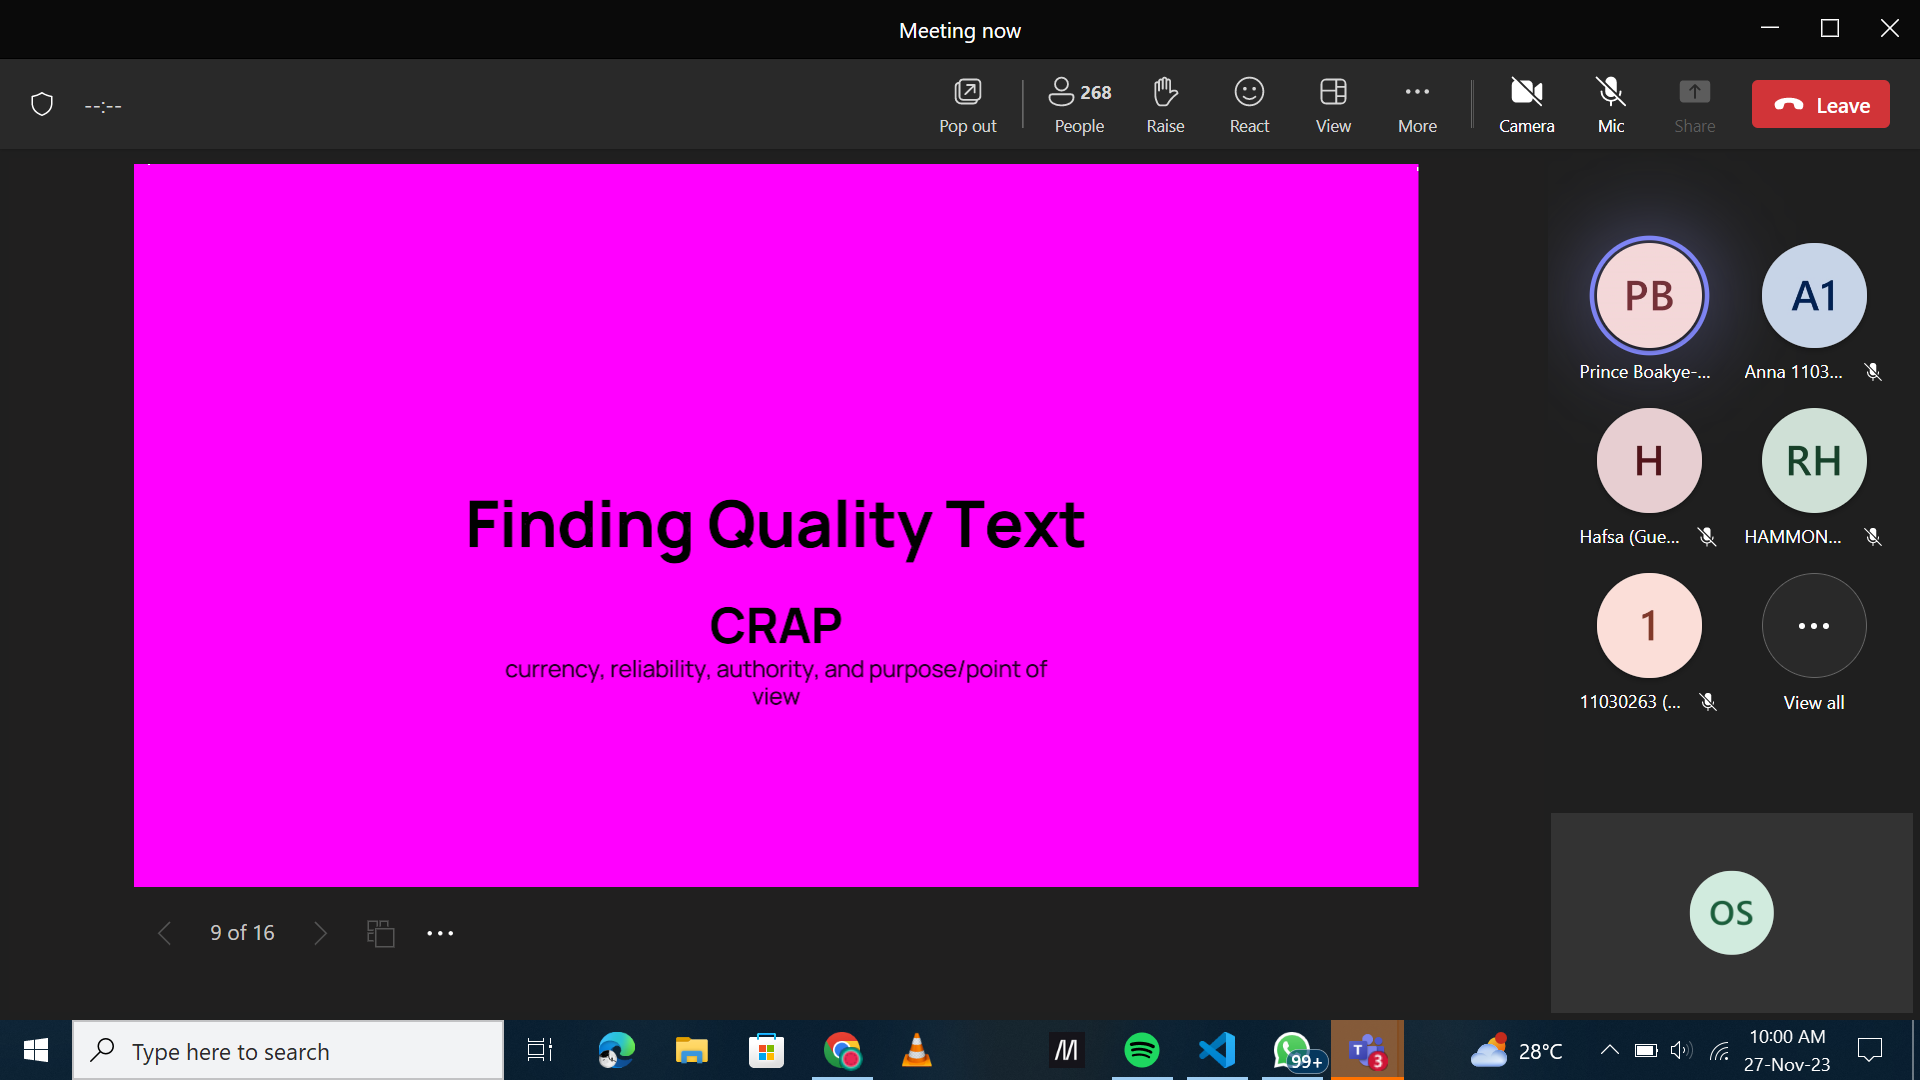 Meeting now
--:--
Pop out
268
People
Raise
React
View
More
Camera
Mic
Share
Leave
Finding Quality Text
CRAP
currency, reliability, authority, and purpose/point of
view
PB
Prince Boakye-...
A1
Anna 1103...
H
Hafsa (Gue...
RH
HAMMON...
1
11030263 (...
View all
OS
9 of 16
Type here to search
99+
T
3
28°C
10:00 AM
27-Nov-23